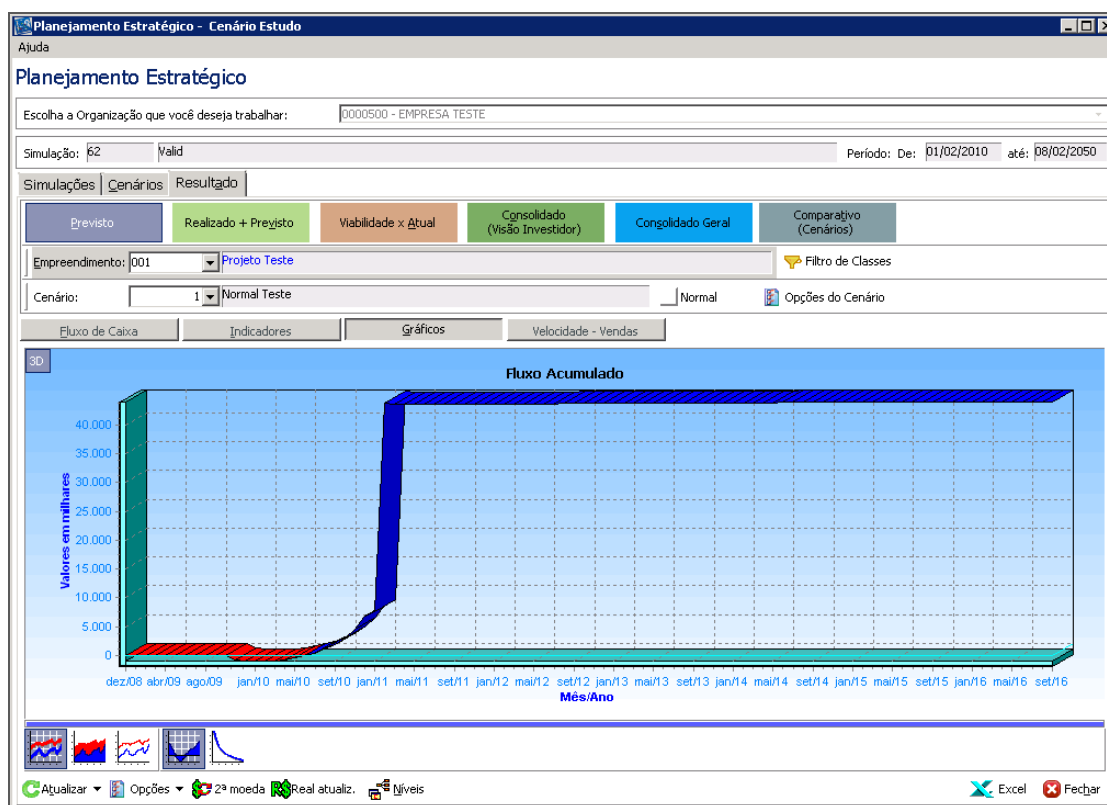 Planejamento Estratégico - Cenário Estudo
Ajuda
Planejamento Estratégico
Escolha a Organização que você deseja trabalhar: 0000500 - EMPRESA TESTE
Simulação: 62 Valid Período: De: 01/02/2010 até: 08/02/2050
Simulações Cenários Resultado
Previsto Realizado + Previsto Viabilidade x Atual Consolidado (Visão Investidor) Consolidado Geral Comparativo (Cenários)
Empreendimento: 001 Projeto Teste Filtro de Classes
Cenário: 1 Normal Teste Normal Opções do Cenário
Fluxo de Caixa Indicadores Gráficos Velocidade - Vendas
3D
Fluxo Acumulado
Valores em milhares
40.000
35.000
30.000
25.000
20.000
15.000
10.000
5.000
0
dez/08 abr/09 ago/09 jan/10 mai/10 set/10 jan/11 mai/11 set/11 jan/12 mai/12 set/12 jan/13 mai/13 set/13 jan/14 mai/14 set/14 jan/15 mai/15 set/15 jan/16 mai/16 set/16
Mês/Ano
Atualizar Opções 2ª moeda R$ Real atualiz. Níveis Excel Fechar